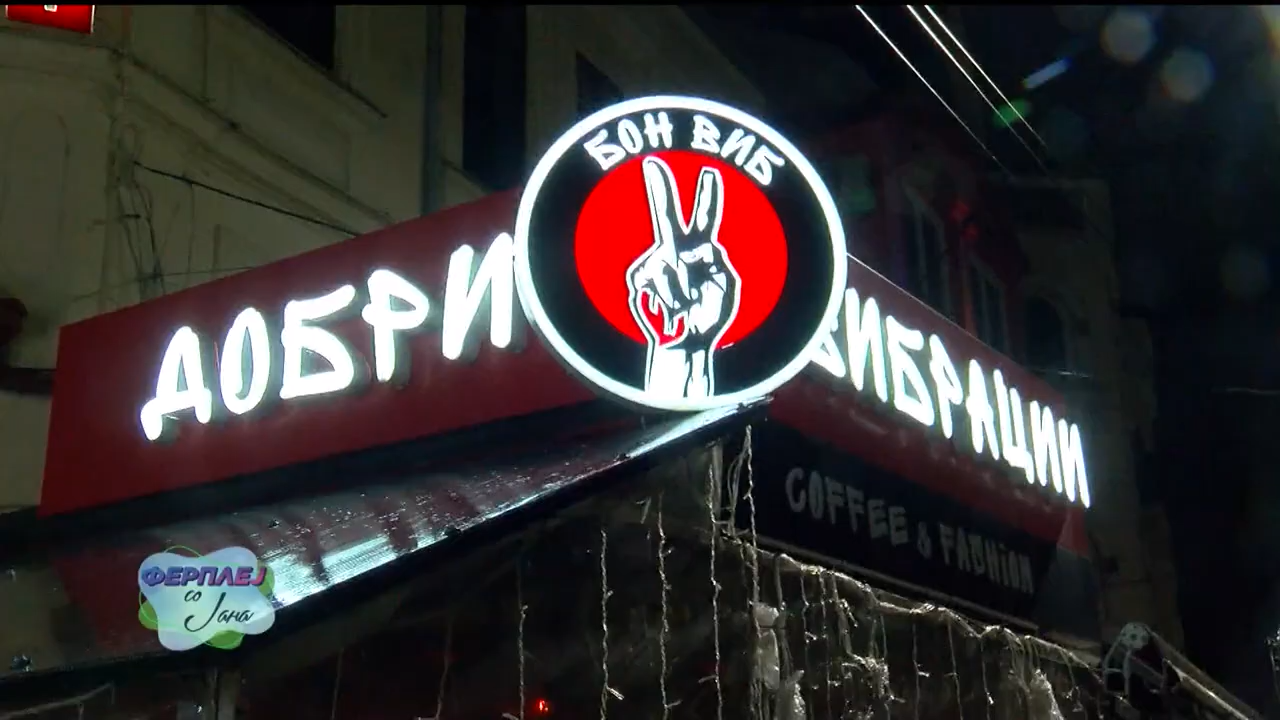 БОН ВИБ
ДОБРИ
ВИБРАЦИИ
COFFEE & FASHION
ФЕРПЛЕЈ
со
Јана